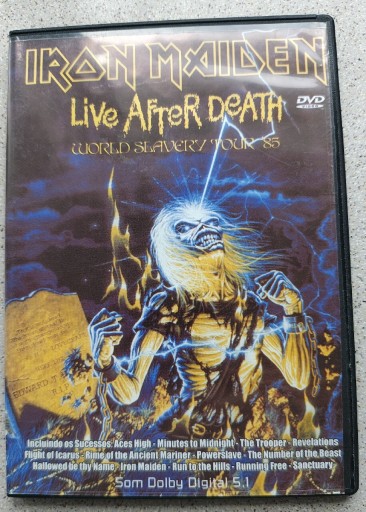 IRON MAIDEN
LIVE AFTER DEATH
DVD
VIDEO
WORLD SLAVERY TOUR '85
Incluindo os Sucessos: Aces High - Minutes to Midnight - The Trooper - Revelations
Flight of Icarus - Rime of the Ancient Mariner - Powerslave - The Number of the Beast
Hallowed be thy Name - Iron Maiden - Run to the Hills - Running Free - Sanctuary
Som Dolby Digital 5.1